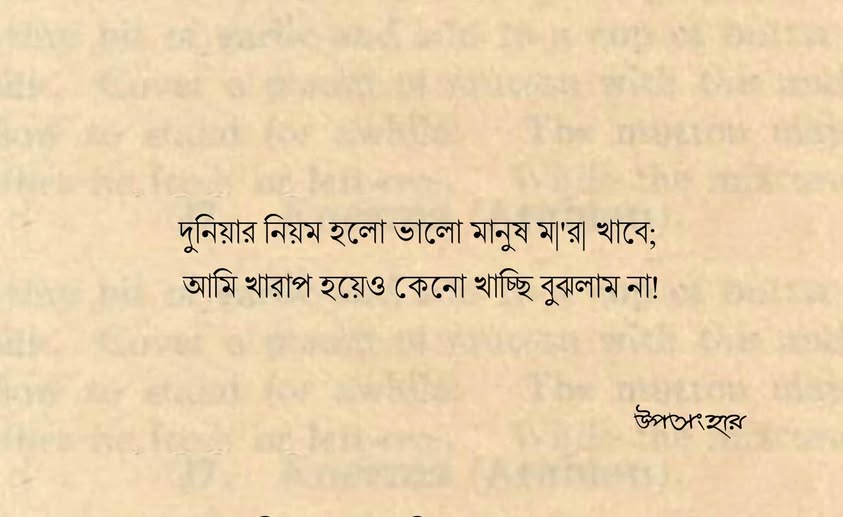 দুনিয়ার নিয়ম হলো ভালো মানুষ ম|'র| খাবে;
আমি খারাপ হয়েও কেনো খাচ্ছি বুঝলাম না!
উপসংহার